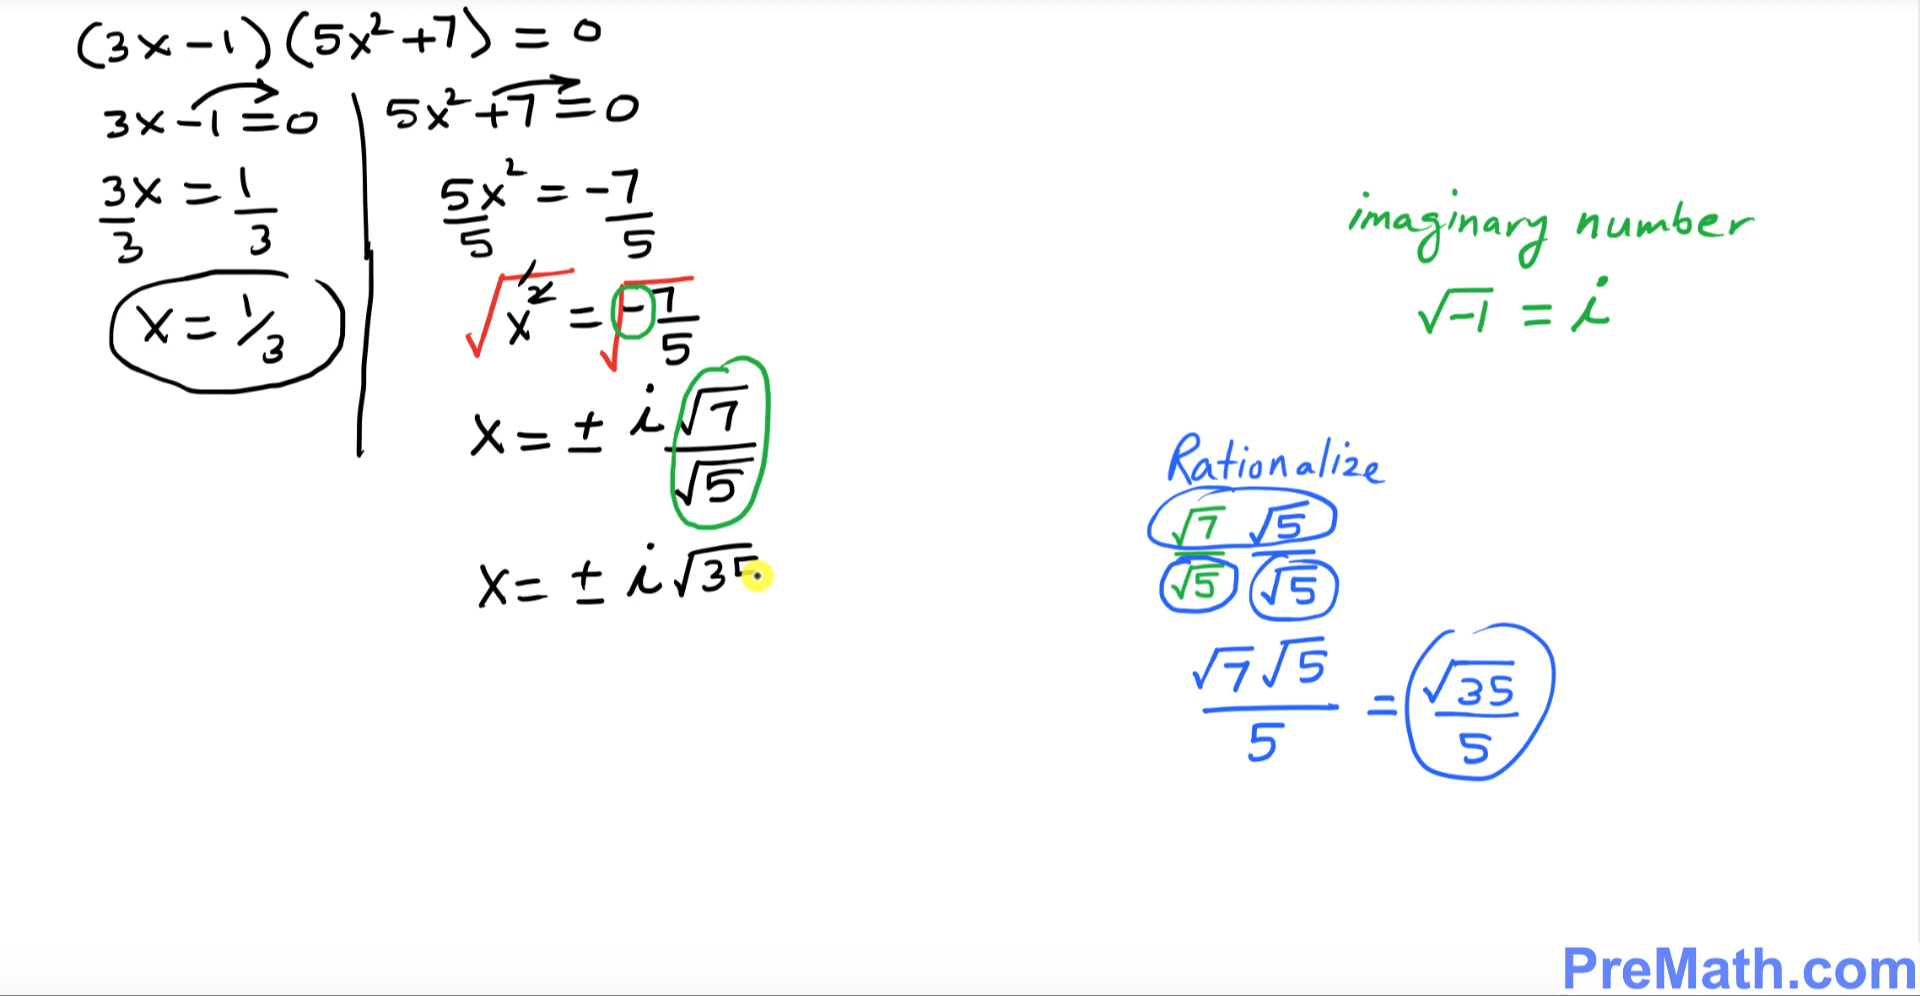 (3x-1)(5x²+7) = 0
3x-1=0
3x = 1
3 3
x = 1/3
5x²+7=0
5x² = -7
5 5
√x² = √-7/5
x = ± i √7/√5
x = ± i √35
imaginary number
√-1 = i
Rationalize
√7 √5
√5 √5
√7 √5 / 5 = √35 / 5
PreMath.com